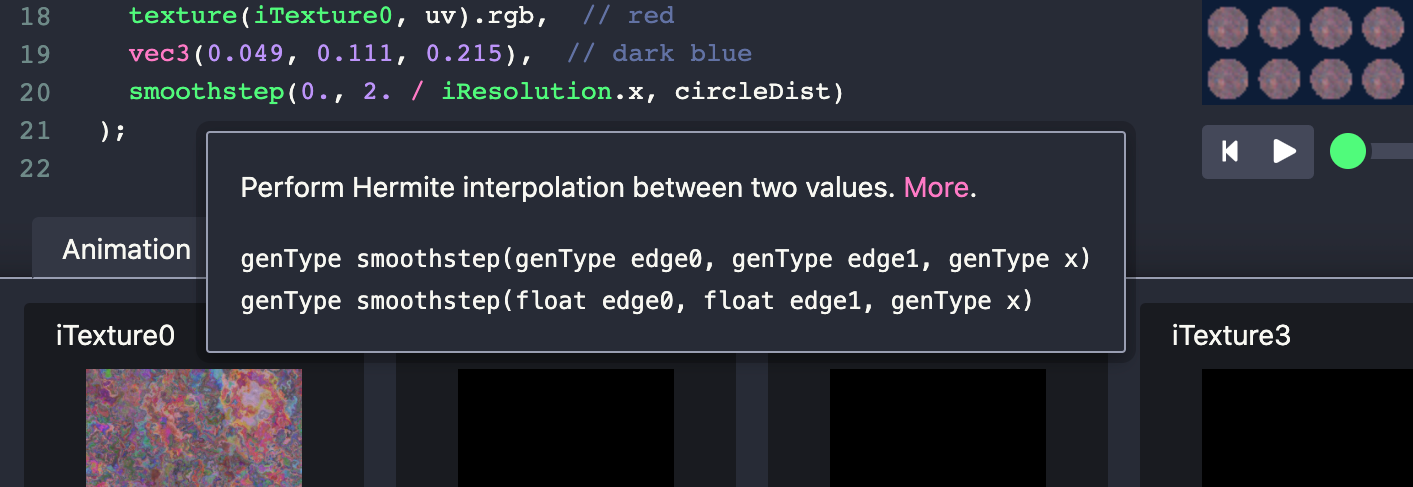 18 texture(iTexture0, uv).rgb, // red
19 vec3(0.049, 0.111, 0.215), // dark blue
20 smoothstep(0., 2. / iResolution.x, circleDist)
21 );
22
Perform Hermite interpolation between two values. More.
genType smoothstep(genType edge0, genType edge1, genType x)
genType smoothstep(float edge0, float edge1, genType x)
Animation
iTexture0
iTexture3